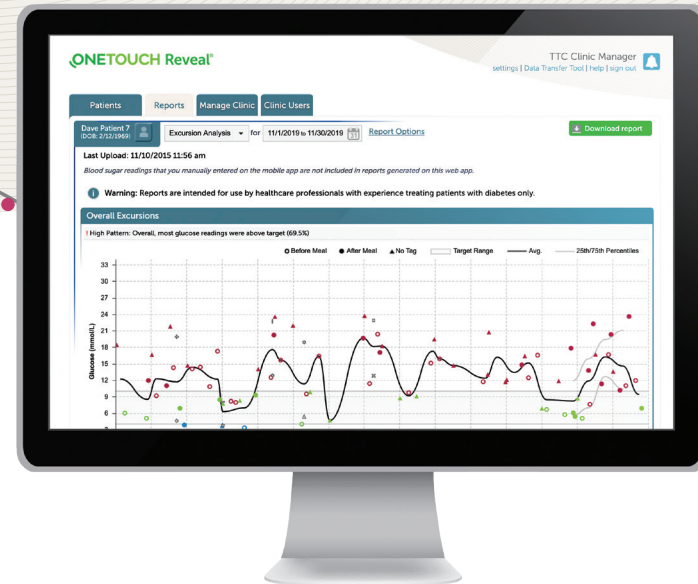 ONETOUCH Reveal®
TTC Clinic Manager
settings | Data Transfer Tool | help | sign out
Patients Reports Manage Clinic Clinic Users
Dave Patient 7
(DOB: 2/12/1969)
Excursion Analysis for 11/1/2019 to 11/30/2019 Report Options Download report
Last Upload: 11/10/2015 11:56 am
Blood sugar readings that you manually entered on the mobile app are not included in reports generated on this web app.
Warning: Reports are intended for use by healthcare professionals with experience treating patients with diabetes only.
Overall Excursions
! High Pattern: Overall, most glucose readings were above target (69.5%)
Before Meal After Meal No Tag Target Range Avg. 25th/75th Percentiles
Glucose (mmol/L)
33
30
27
24
21
18
15
12
9
6